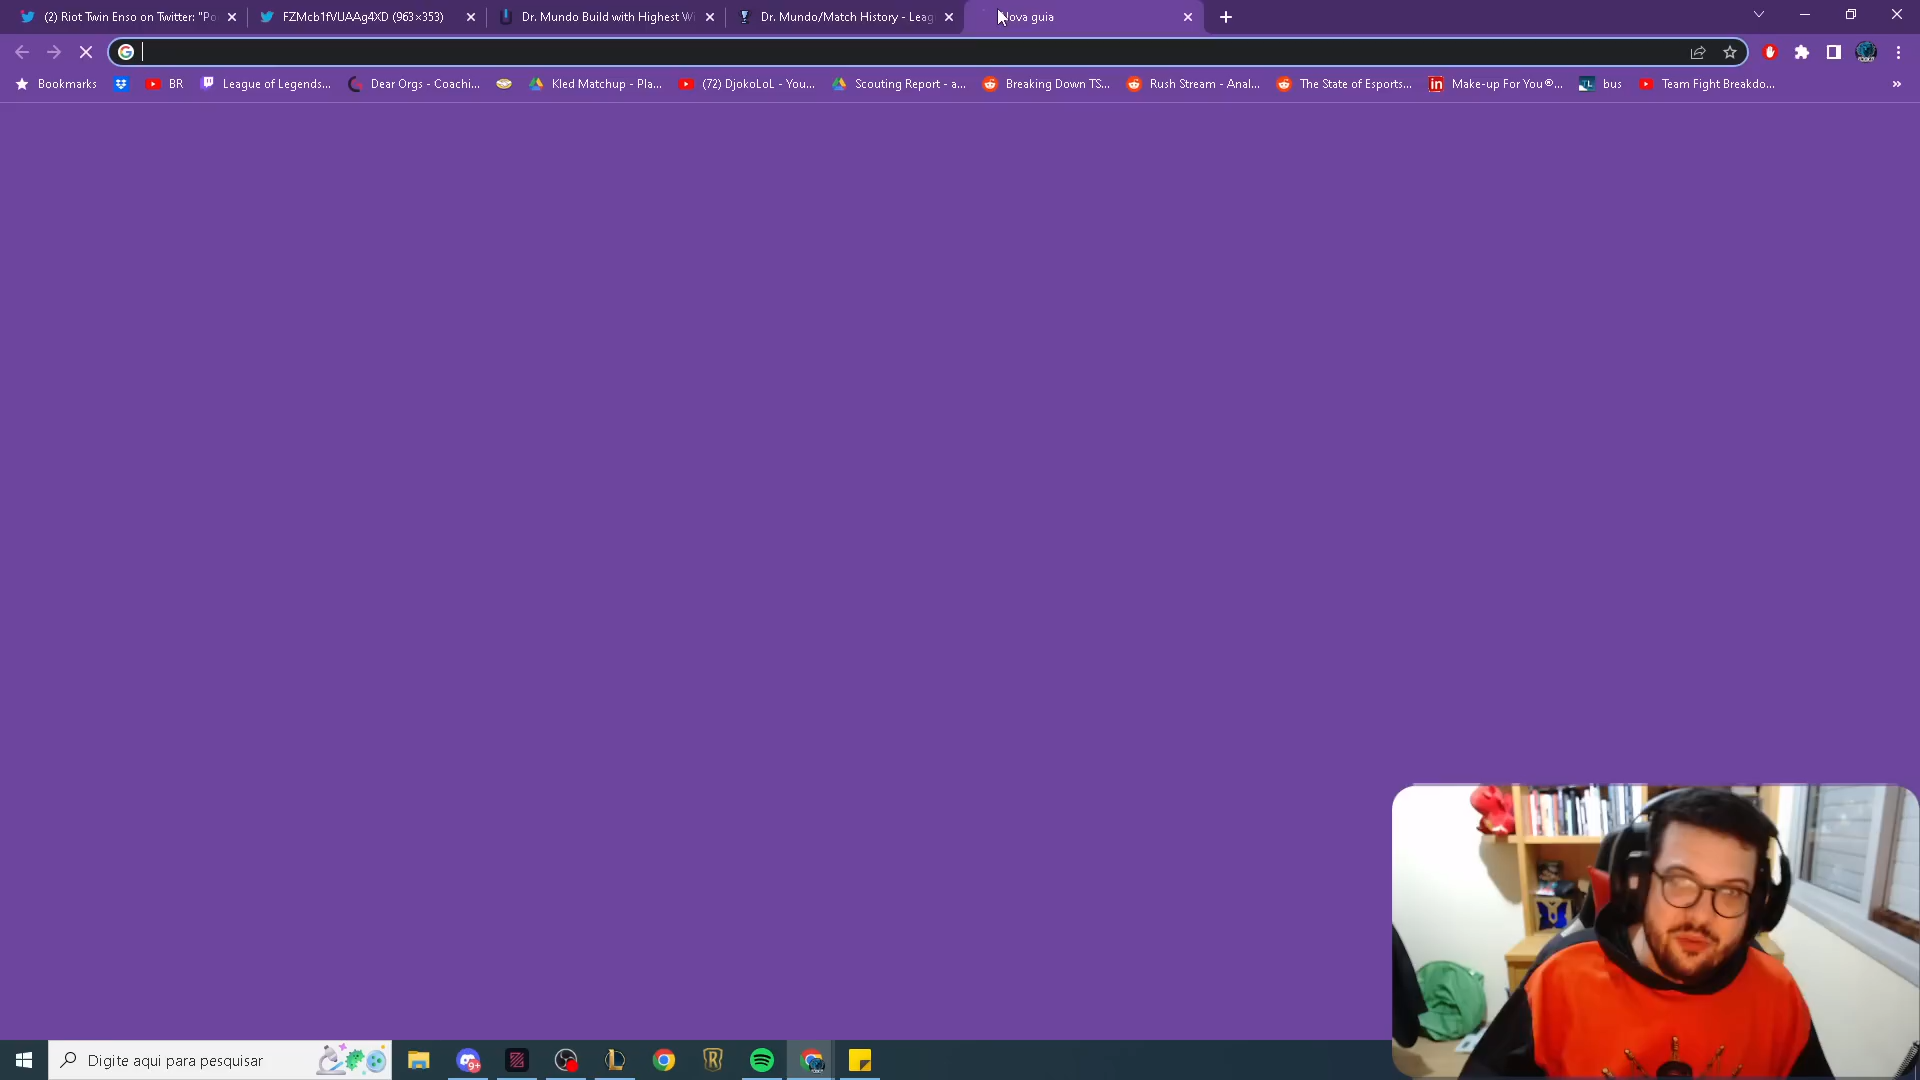 (2) Riot Twin Enso on Twitter: "Po
FZMcb1fVUAAg4XD (963×353)
Dr. Mundo Build with Highest Wi
Dr. Mundo/Match History - Leag
Nova guia
Bookmarks
BR
League of Legends...
Dear Orgs - Coachi...
Kled Matchup - Pla...
(72) DjokoLoL - You...
Scouting Report - a...
Breaking Down TS...
Rush Stream - Anal...
The State of Esports...
Make-up For You®...
bus
Team Fight Breakdo...
Digite aqui para pesquisar
9+